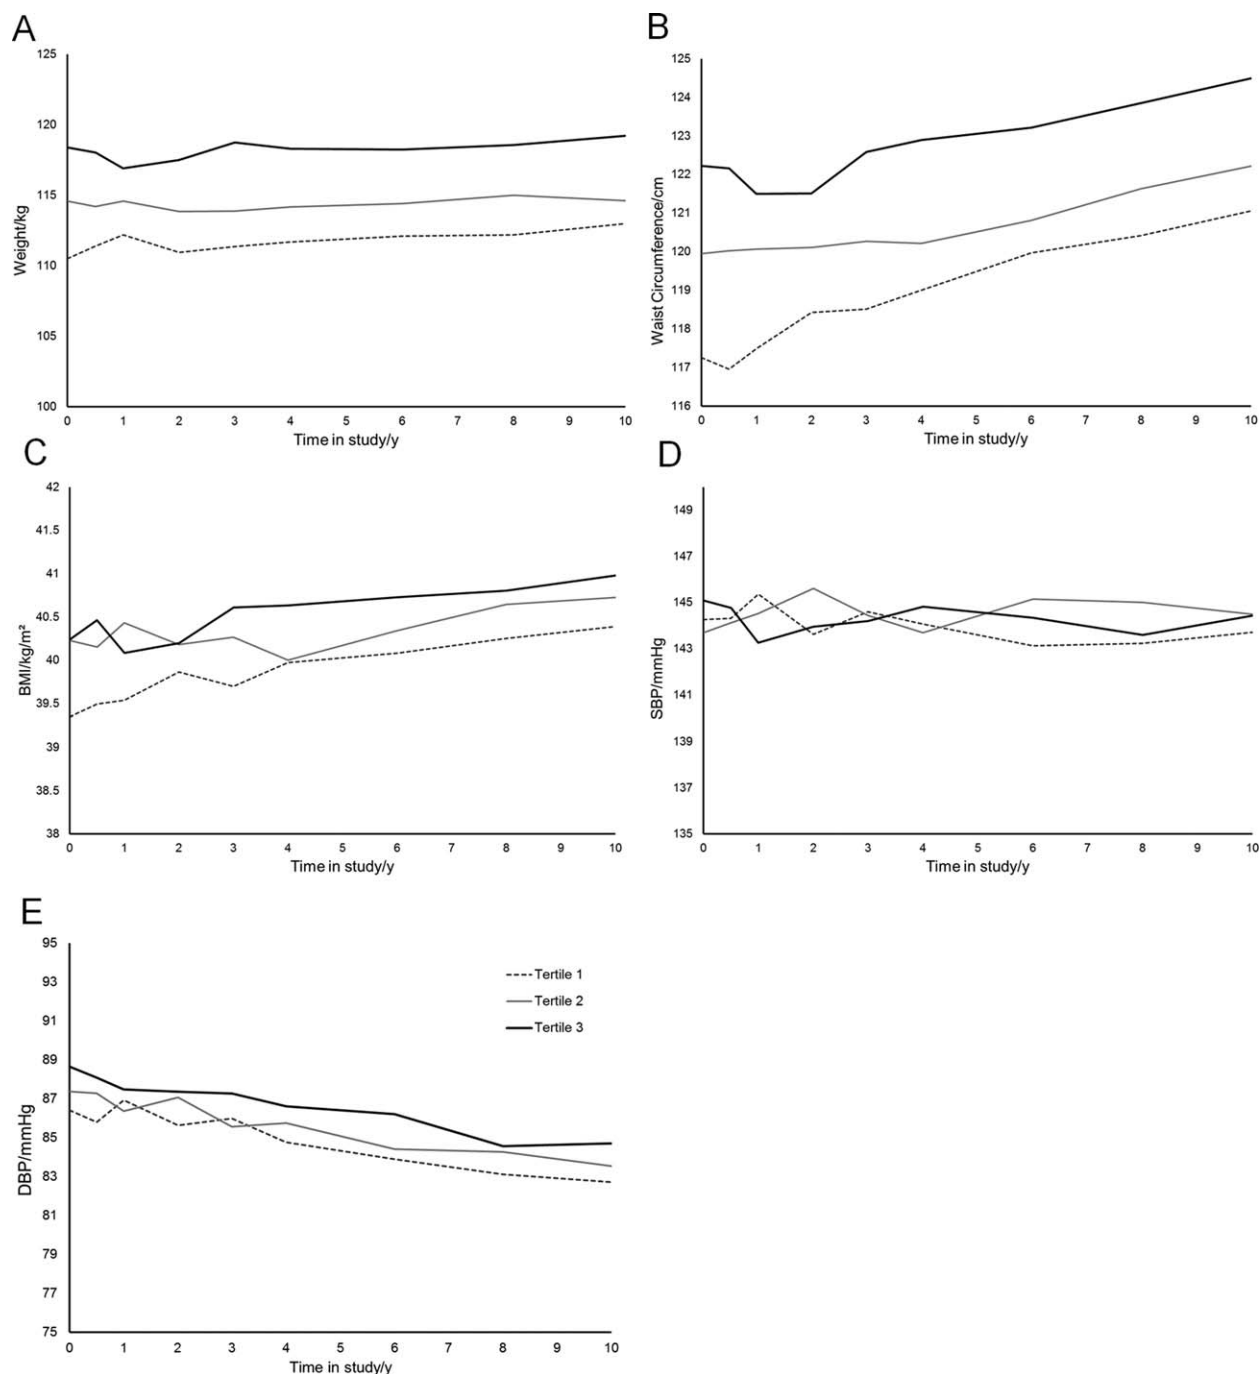 A
125
120
115
110
105
100
Weight/kg
0 1 2 3 4 5 6 7 8 9 10
Time in study/y
B
125
124
123
122
121
120
119
118
117
116
Waist Circumference/cm
0 1 2 3 4 5 6 7 8 9 10
Time in study/y
C
42
41.5
41
40.5
40
39.5
39
38.5
38
BMI/kg/m²
0 1 2 3 4 5 6 7 8 9 10
Time in study/y
D
149
147
145
143
141
139
137
135
SBP/mmHg
0 1 2 3 4 5 6 7 8 9 10
Time in study/y
E
95
93
91
89
87
85
83
81
79
77
75
DBP/mmHg
Tertile 1
Tertile 2
Tertile 3
0 1 2 3 4 5 6 7 8 9 10
Time in study/y